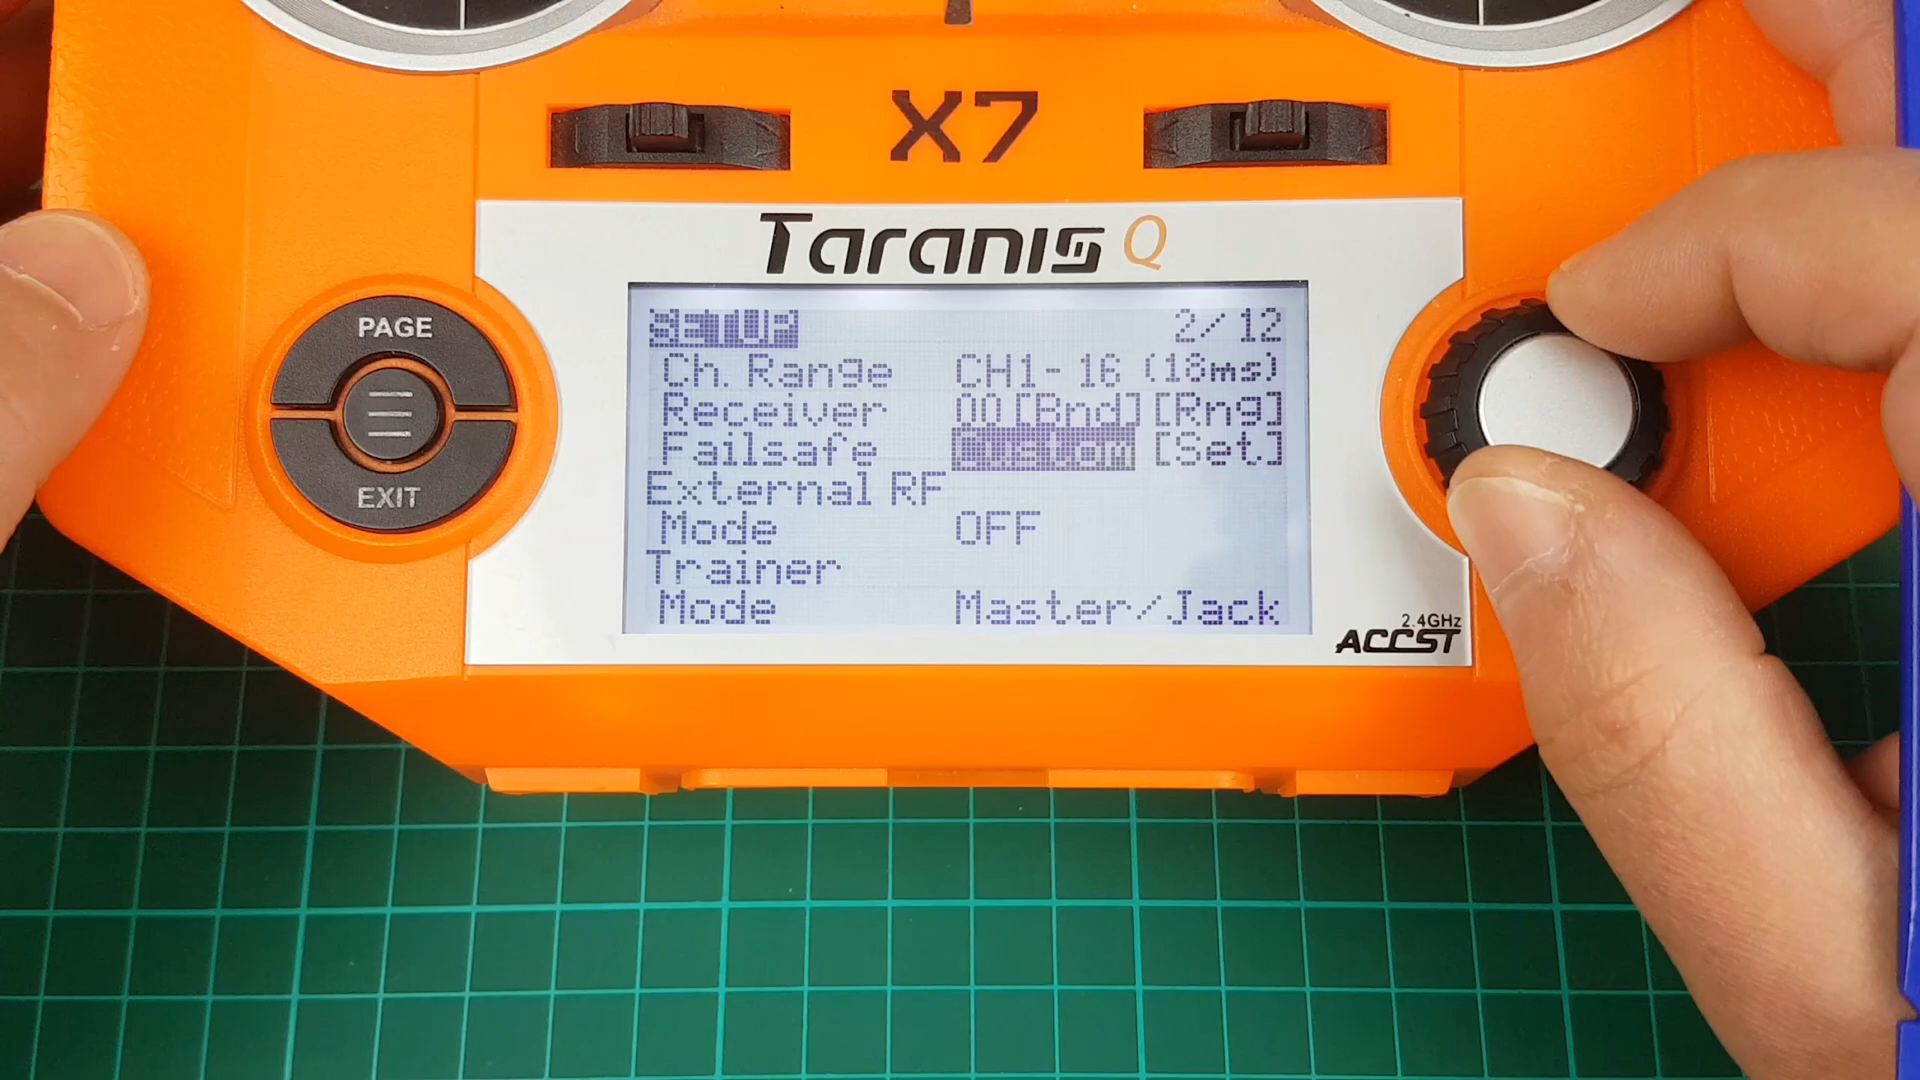 X7
Taranis Q
PAGE
EXIT
SETUP 2/12
Ch. Range CH1-16 (18ms)
Receiver 00 [Bnd] [Rng]
Failsafe Custom [Set]
External RF
Mode OFF
Trainer
Mode Master/Jack
2.4GHz
ACCST